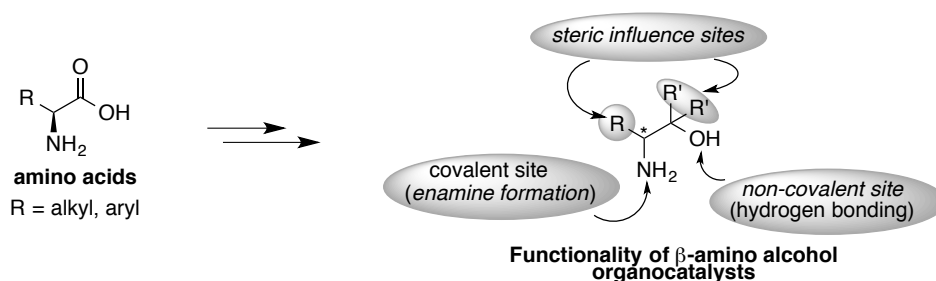 steric influence sites
O
R
OH
NH2
amino acids
R = alkyl, aryl
R'
R'
R
*
OH
NH2
covalent site
(enamine formation)
non-covalent site
(hydrogen bonding)
Functionality of β-amino alcohol
organocatalysts